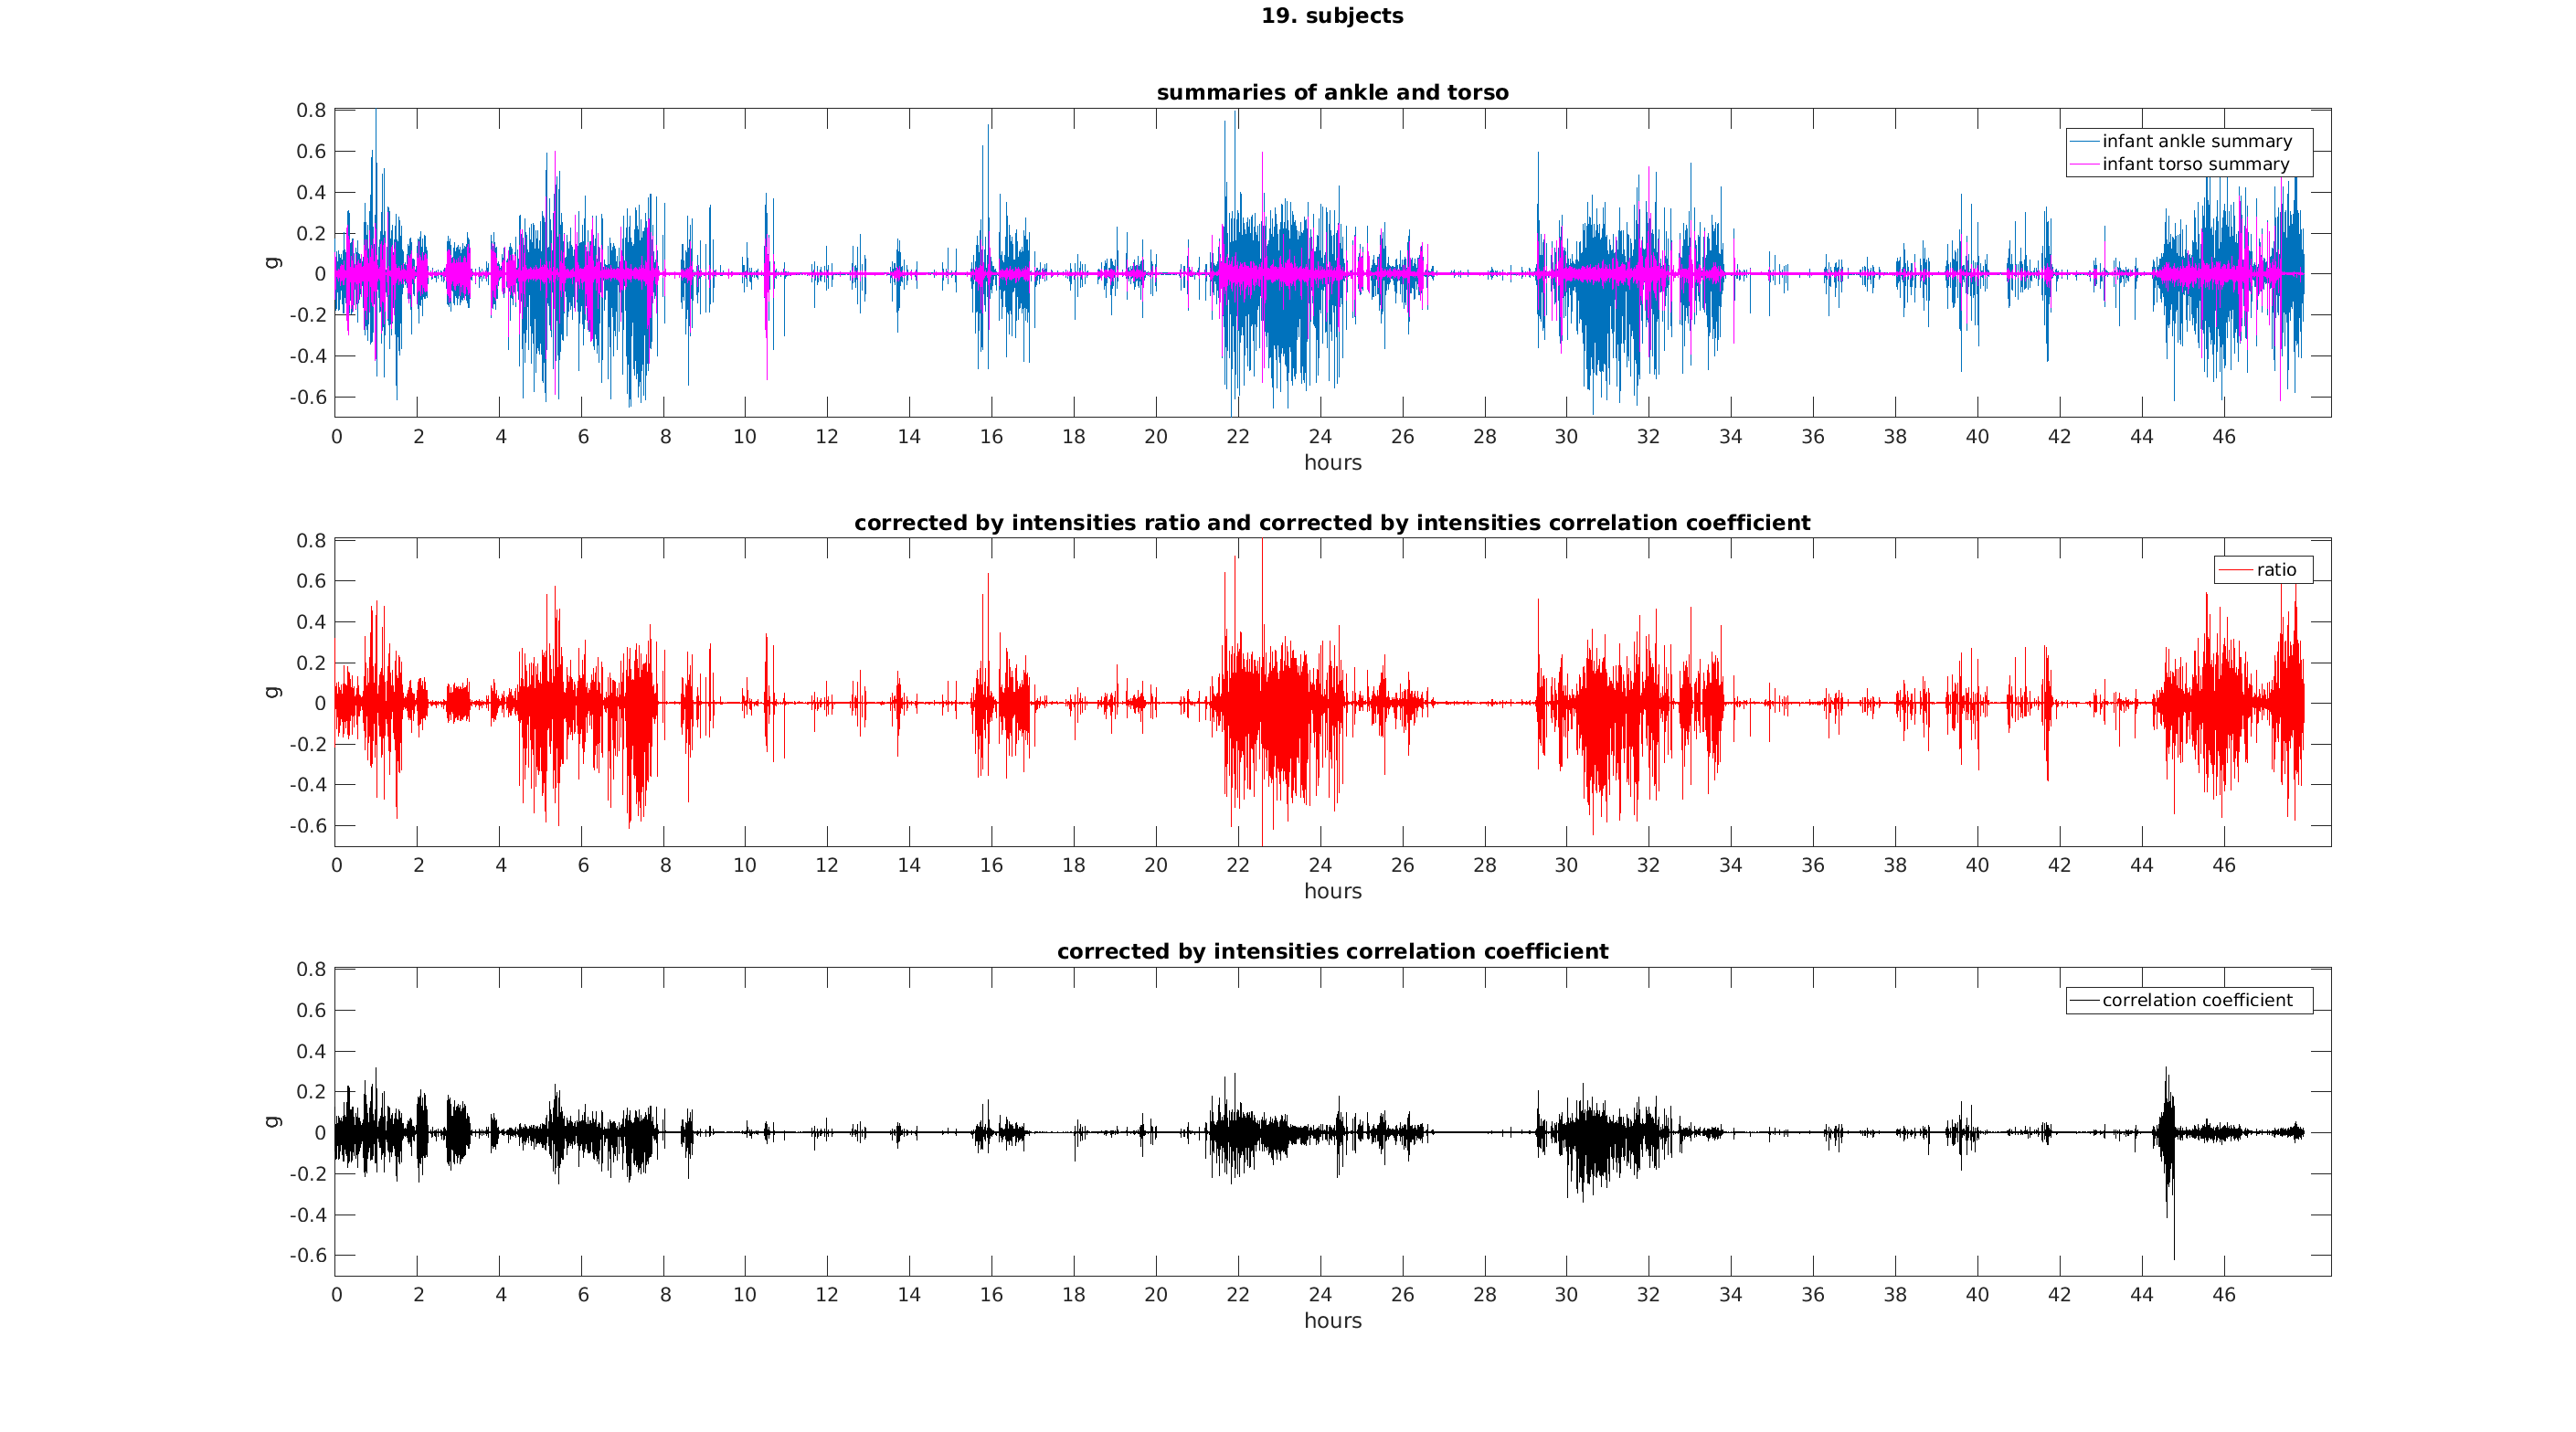 19. subjects
summaries of ankle and torso
0.8
0.6
0.4
0.2
0
-0.2
-0.4
-0.6
g
infant ankle summary
infant torso summary
0 2 4 6 8 10 12 14 16 18 20 22 24 26 28 30 32 34 36 38 40 42 44 46
hours
corrected by intensities ratio and corrected by intensities correlation coefficient
0.8
0.6
0.4
0.2
0
-0.2
-0.4
-0.6
g
ratio
0 2 4 6 8 10 12 14 16 18 20 22 24 26 28 30 32 34 36 38 40 42 44 46
hours
corrected by intensities correlation coefficient
0.8
0.6
0.4
0.2
0
-0.2
-0.4
-0.6
g
correlation coefficient
0 2 4 6 8 10 12 14 16 18 20 22 24 26 28 30 32 34 36 38 40 42 44 46
hours